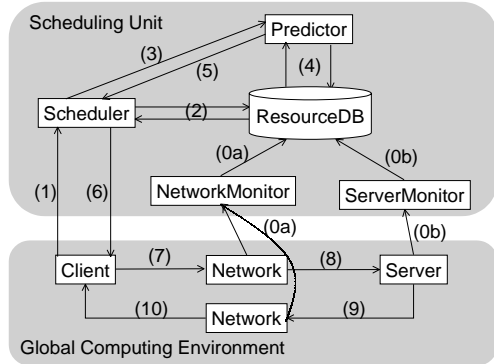 Scheduling Unit
Predictor
(3)
(5)
(4)
Scheduler
(2)
ResourceDB
(0a)
(0b)
(1)
(6)
NetworkMonitor
ServerMonitor
(0a)
(0b)
(7)
(8)
Client
Network
Server
(10)
(9)
Network
Global Computing Environment